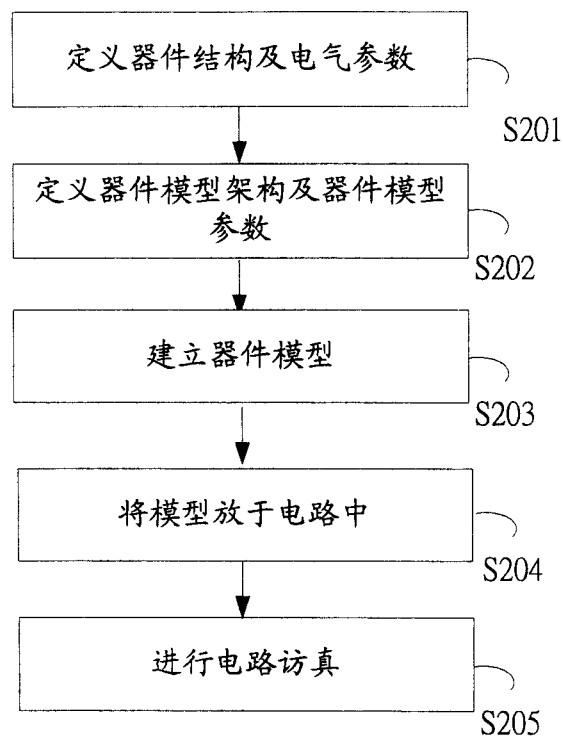 定义器件结构及电气参数
S201
定义器件模型架构及器件模型
参数
S202
建立器件模型
S203
将模型放于电路中
S204
进行电路访真
S205